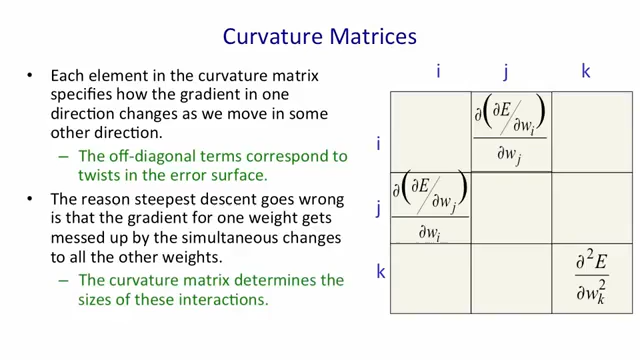 Curvature Matrices
• Each element in the curvature matrix
specifies how the gradient in one
direction changes as we move in some
other direction.
– The off-diagonal terms correspond to
twists in the error surface.
• The reason steepest descent goes wrong
is that the gradient for one weight gets
messed up by the simultaneous changes
to all the other weights.
– The curvature matrix determines the
sizes of these interactions.
i j k
i
∂(∂E/∂wᵢ)
∂wⱼ
j
∂(∂E/∂wⱼ)
∂wᵢ
k
∂²E
∂wₖ²